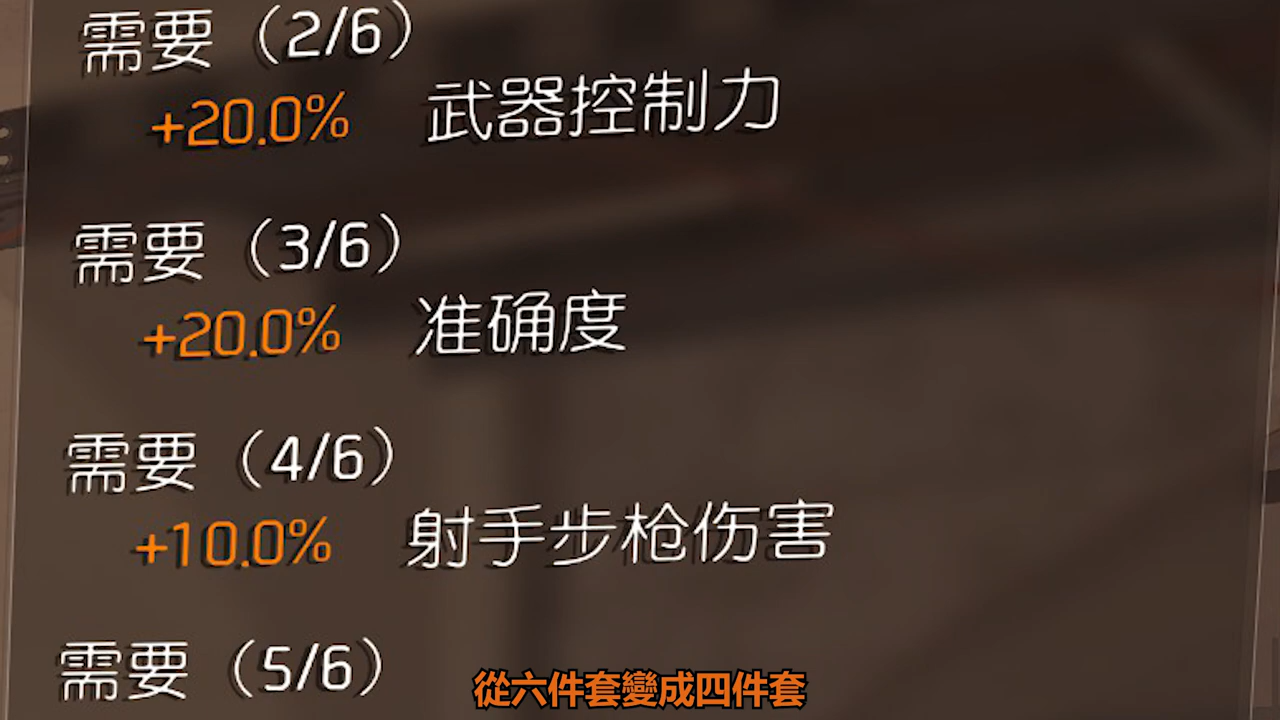 需要（2/6）
+20.0% 武器控制力
需要（3/6）
+20.0% 准确度
需要（4/6）
+10.0% 射手步枪伤害
需要（5/6）
從六件套變成四件套